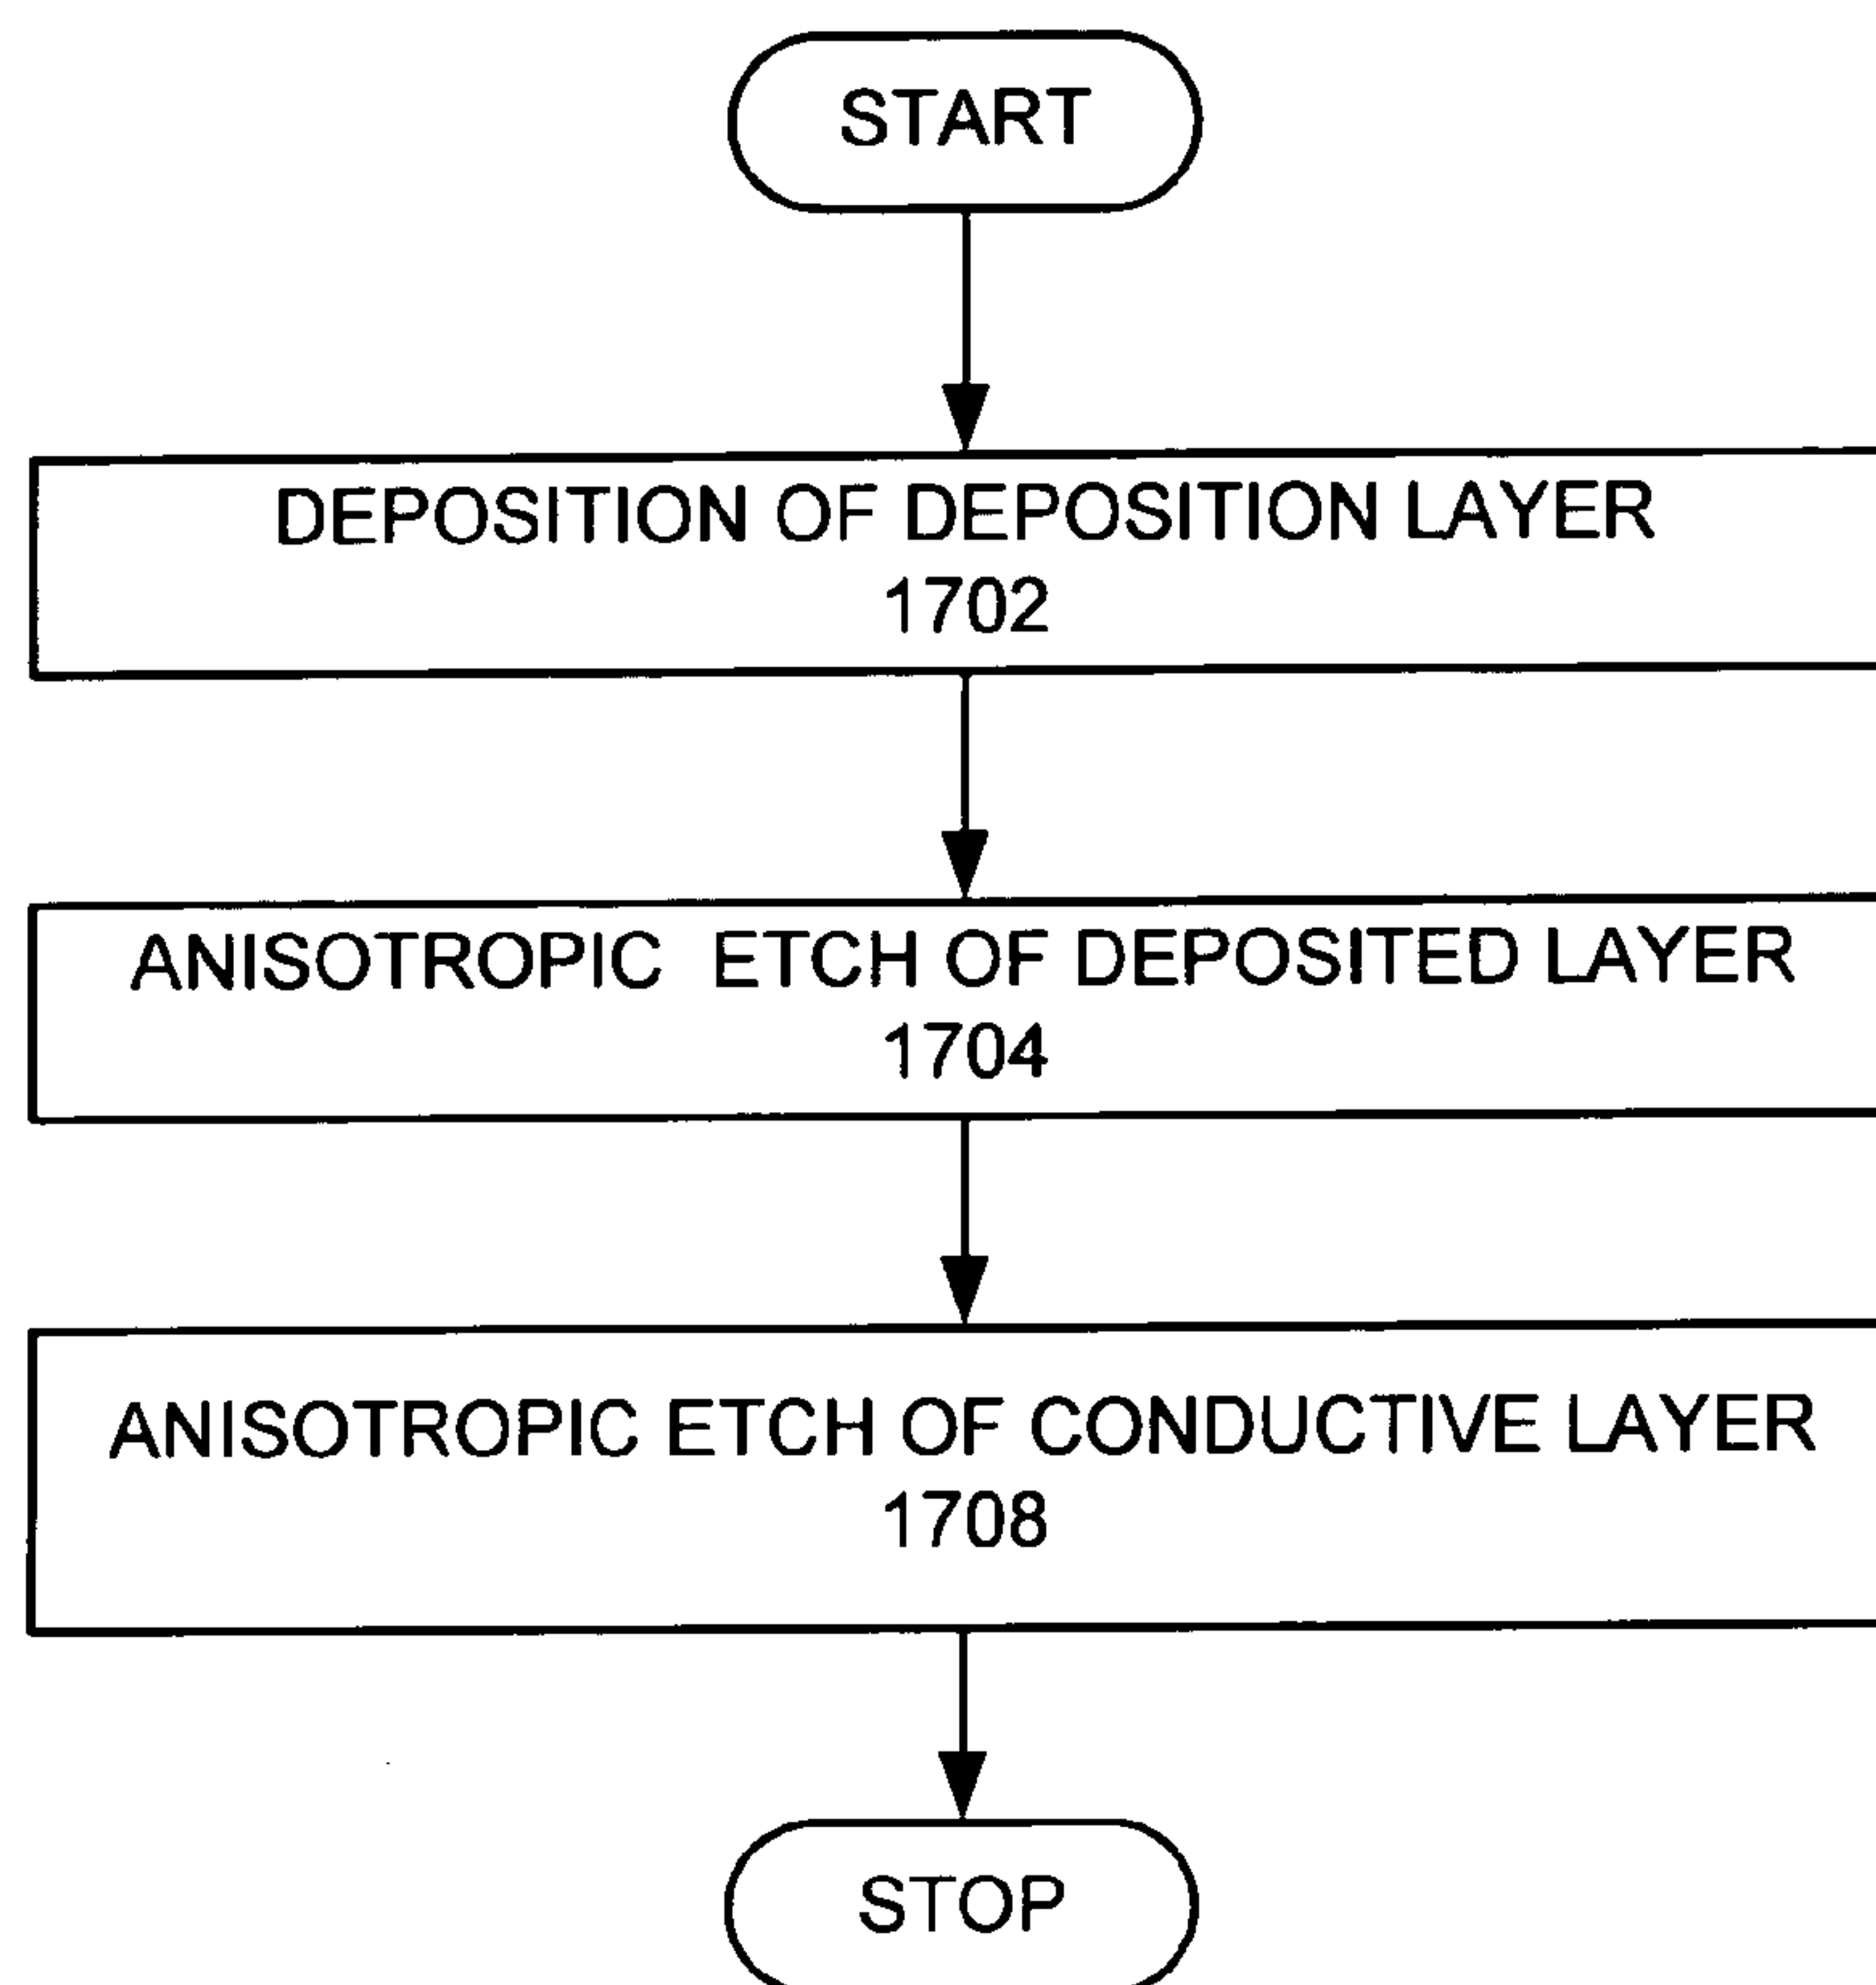 START
DEPOSITION OF DEPOSITION LAYER
1702
ANISOTROPIC ETCH OF DEPOSITED LAYER
1704
ANISOTROPIC ETCH OF CONDUCTIVE LAYER
1708
STOP